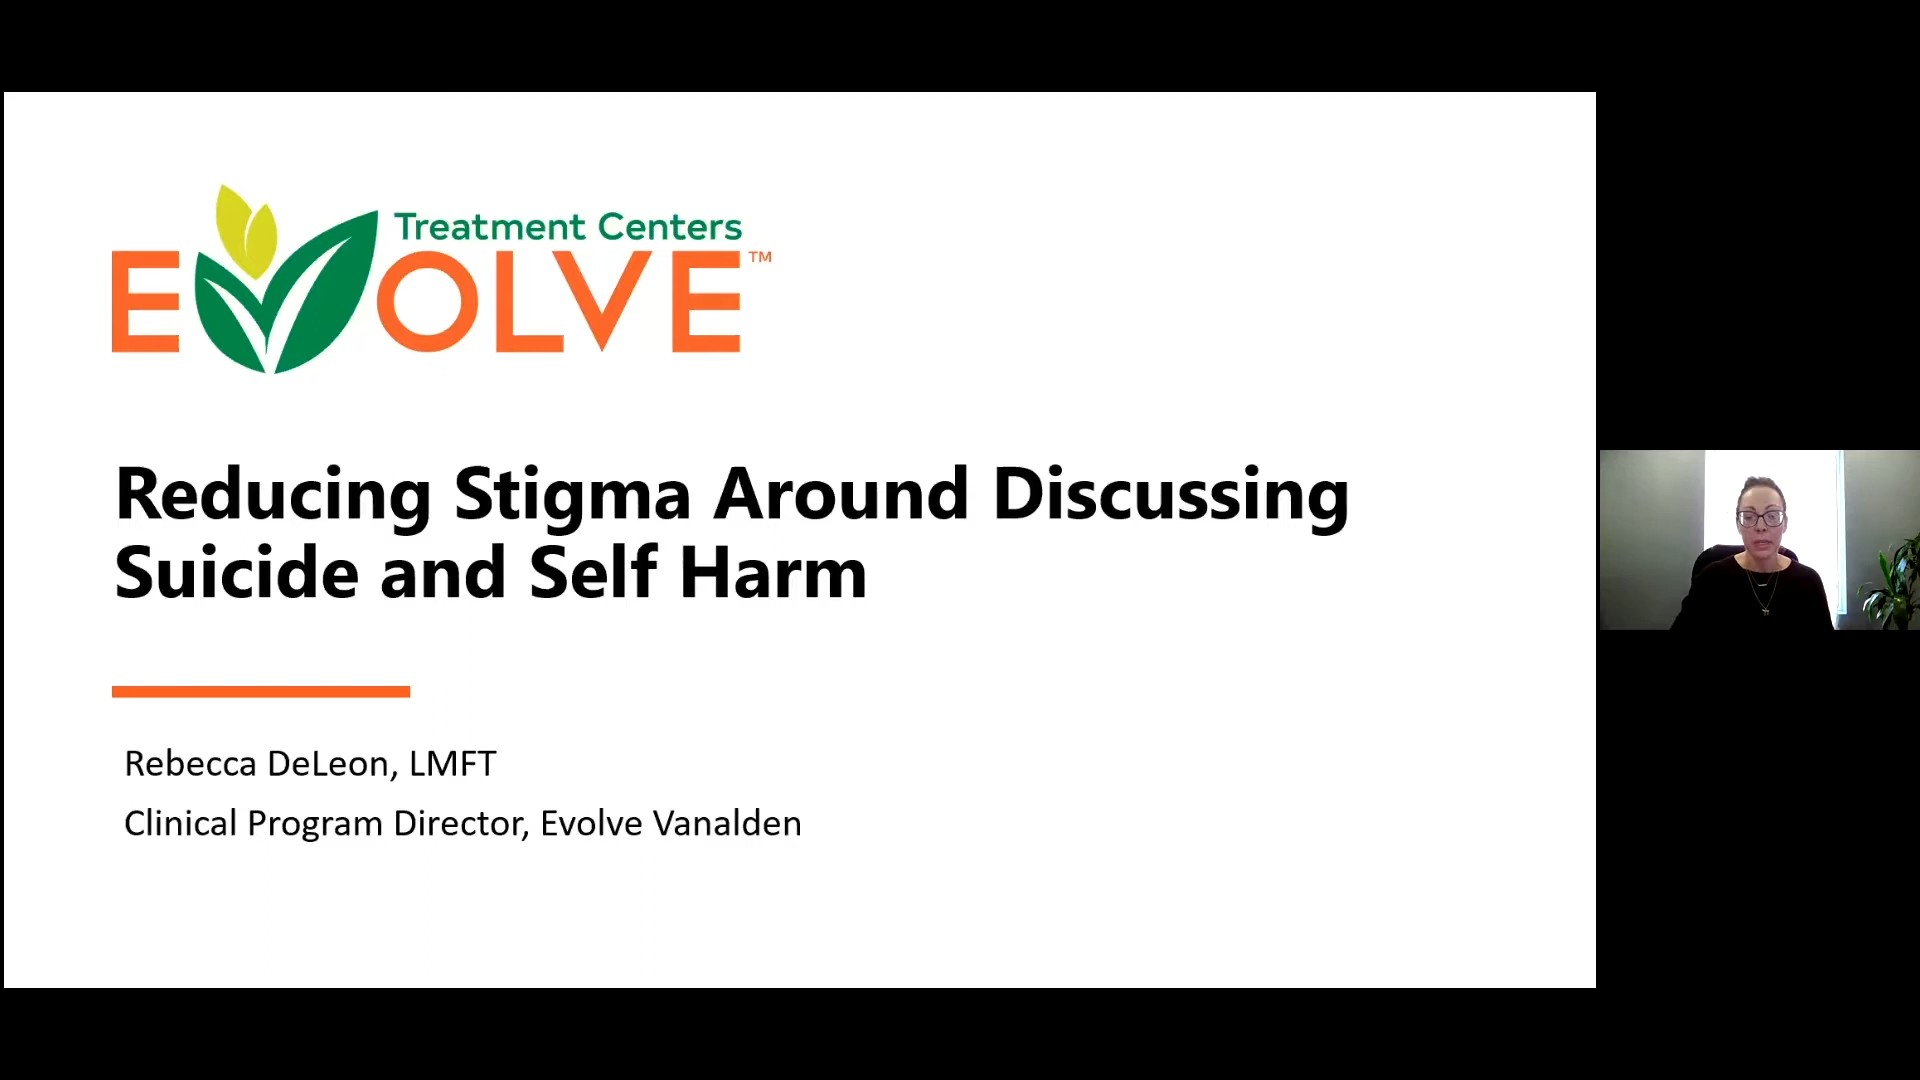 Treatment Centers
EVOLVE™
Reducing Stigma Around Discussing
Suicide and Self Harm
Rebecca DeLeon, LMFT
Clinical Program Director, Evolve Vanalden